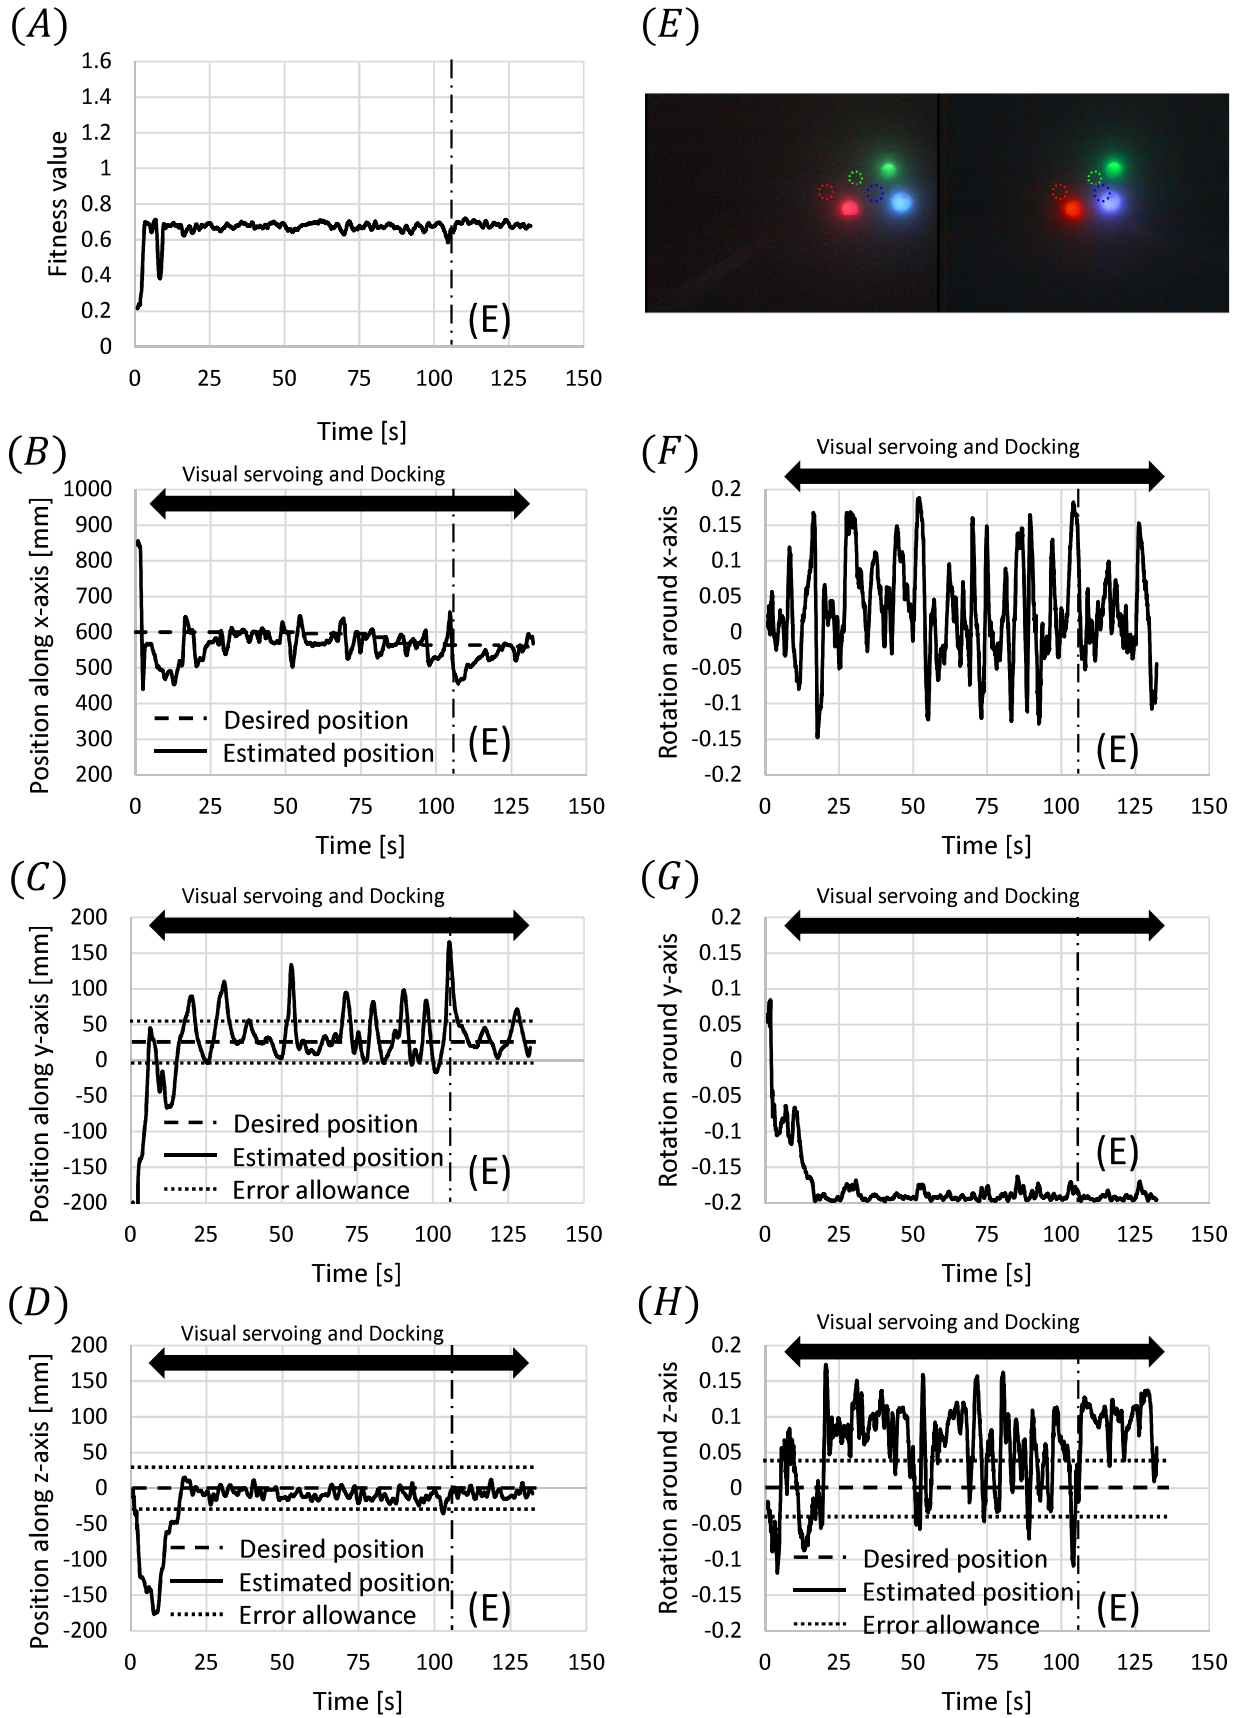 (A)
1.6
1.4
1.2
1
0.8
0.6
0.4
0.2
0
Fitness value
(E)
0 25 50 75 100 125 150
Time [s]
(E)
(B)
Visual servoing and Docking
1000
900
800
700
600
500
400
300
200
Position along x-axis [mm]
Desired position
Estimated position
(E)
0 25 50 75 100 125 150
Time [s]
(F)
Visual servoing and Docking
0.2
0.15
0.1
0.05
0
-0.05
-0.1
-0.15
-0.2
Rotation around x-axis
(E)
0 25 50 75 100 125 150
Time [s]
(C)
Visual servoing and Docking
200
150
100
50
0
-50
-100
-150
-200
Position along y-axis [mm]
Desired position
Estimated position
Error allowance
(E)
0 25 50 75 100 125 150
Time [s]
(G)
Visual servoing and Docking
0.2
0.15
0.1
0.05
0
-0.05
-0.1
-0.15
-0.2
Rotation around y-axis
(E)
0 25 50 75 100 125 150
Time [s]
(D)
Visual servoing and Docking
200
150
100
50
0
-50
-100
-150
-200
Position along z-axis [mm]
Desired position
Estimated position
Error allowance
(E)
0 25 50 75 100 125 150
Time [s]
(H)
Visual servoing and Docking
0.2
0.15
0.1
0.05
0
-0.05
-0.1
-0.15
-0.2
Rotation around z-axis
Desired position
Estimated position
Error allowance
(E)
0 25 50 75 100 125 150
Time [s]